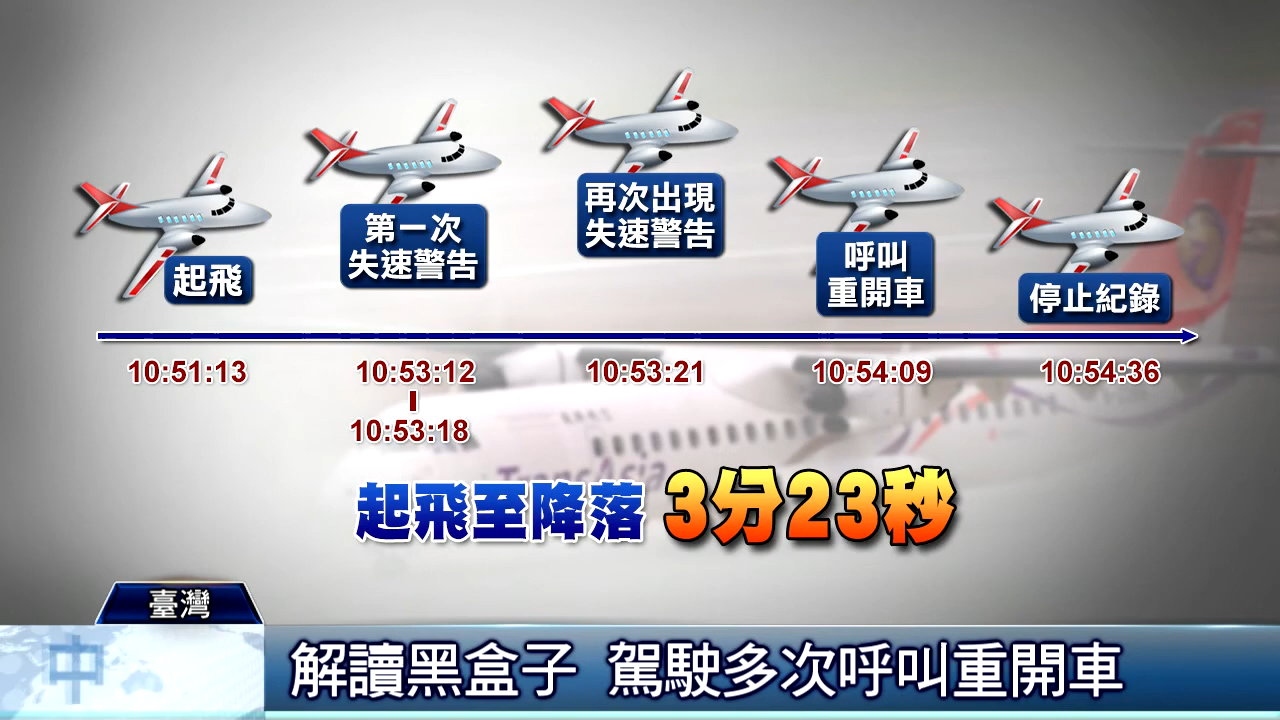 起飛
第一次
失速警告
再次出現
失速警告
呼叫
重開車
停止紀錄
10:51:13
10:53:12
10:53:18
10:53:21
10:54:09
10:54:36
TransAsia
起飛至降落 3分23秒
臺灣
中
解讀黑盒子 駕駛多次呼叫重開車